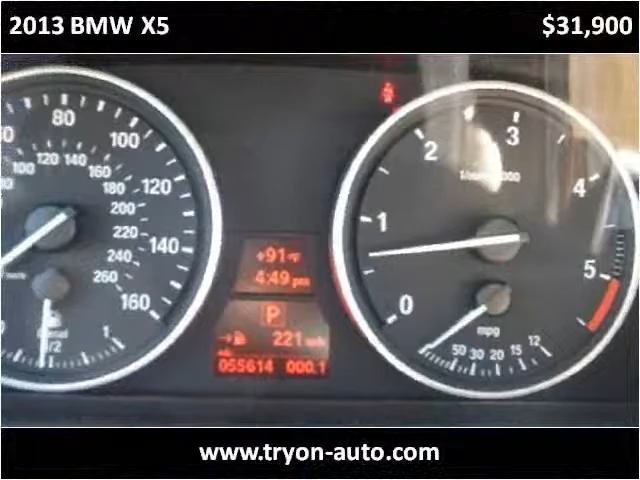 2013 BMW X5 $31,900
80
100
120
140
160
100 120 140 160
180
200
220
240
260
1/2 1
+91°F
4:49 pm
P
221 mls
mls
055614 000.1
0 1 2 3 4 5
1/min x 1000
mpg
50 30 20 15 12
www.tryon-auto.com